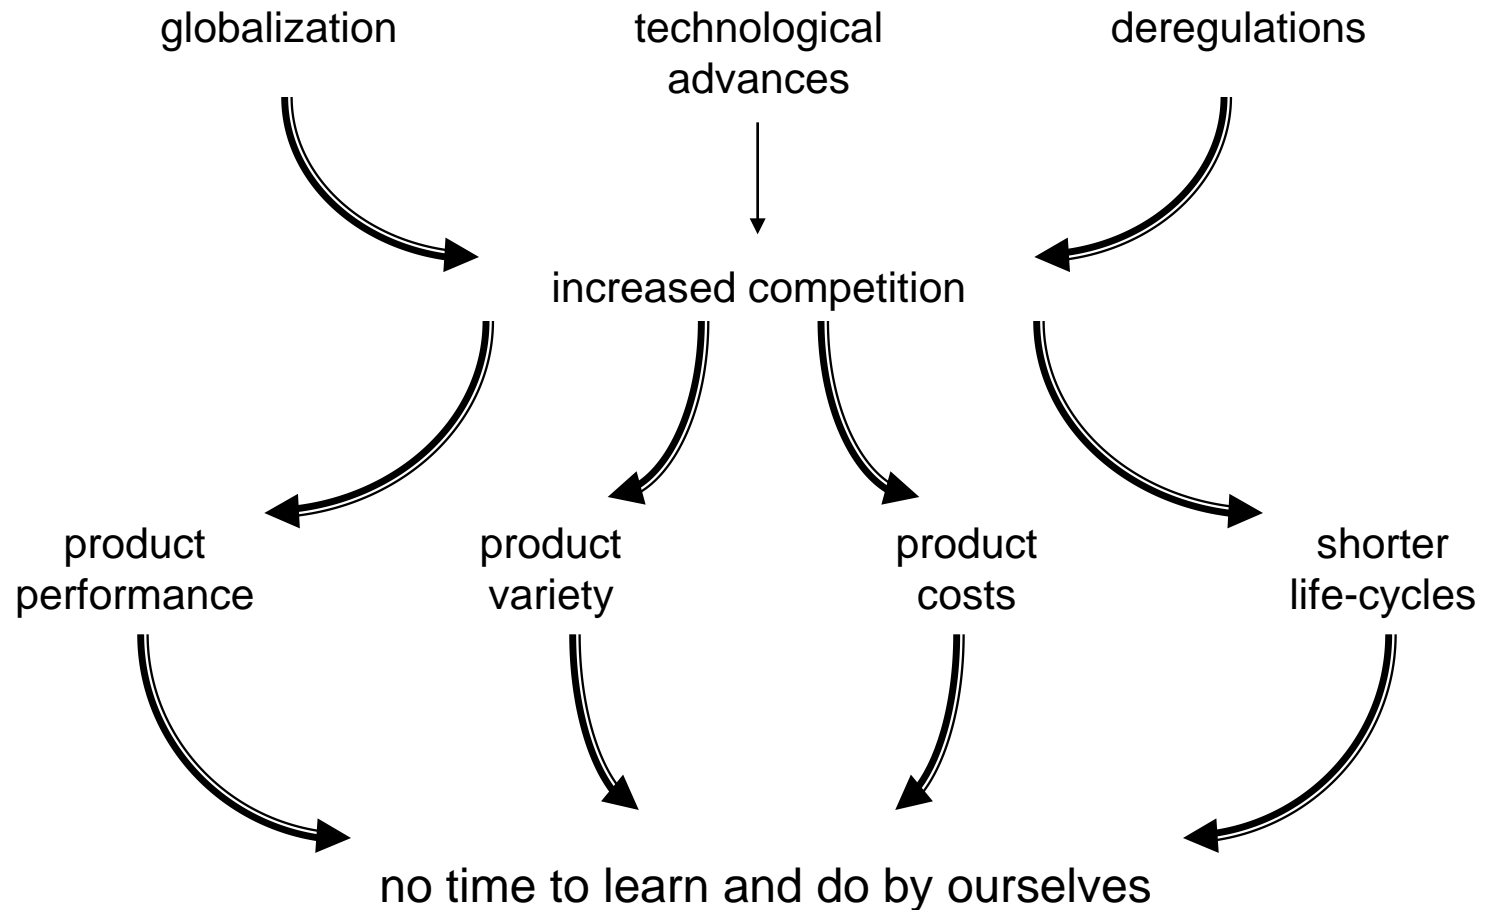 globalization
technological
advances
deregulations
increased competition
product
performance
product
variety
product
costs
shorter
life-cycles
no time to learn and do by ourselves